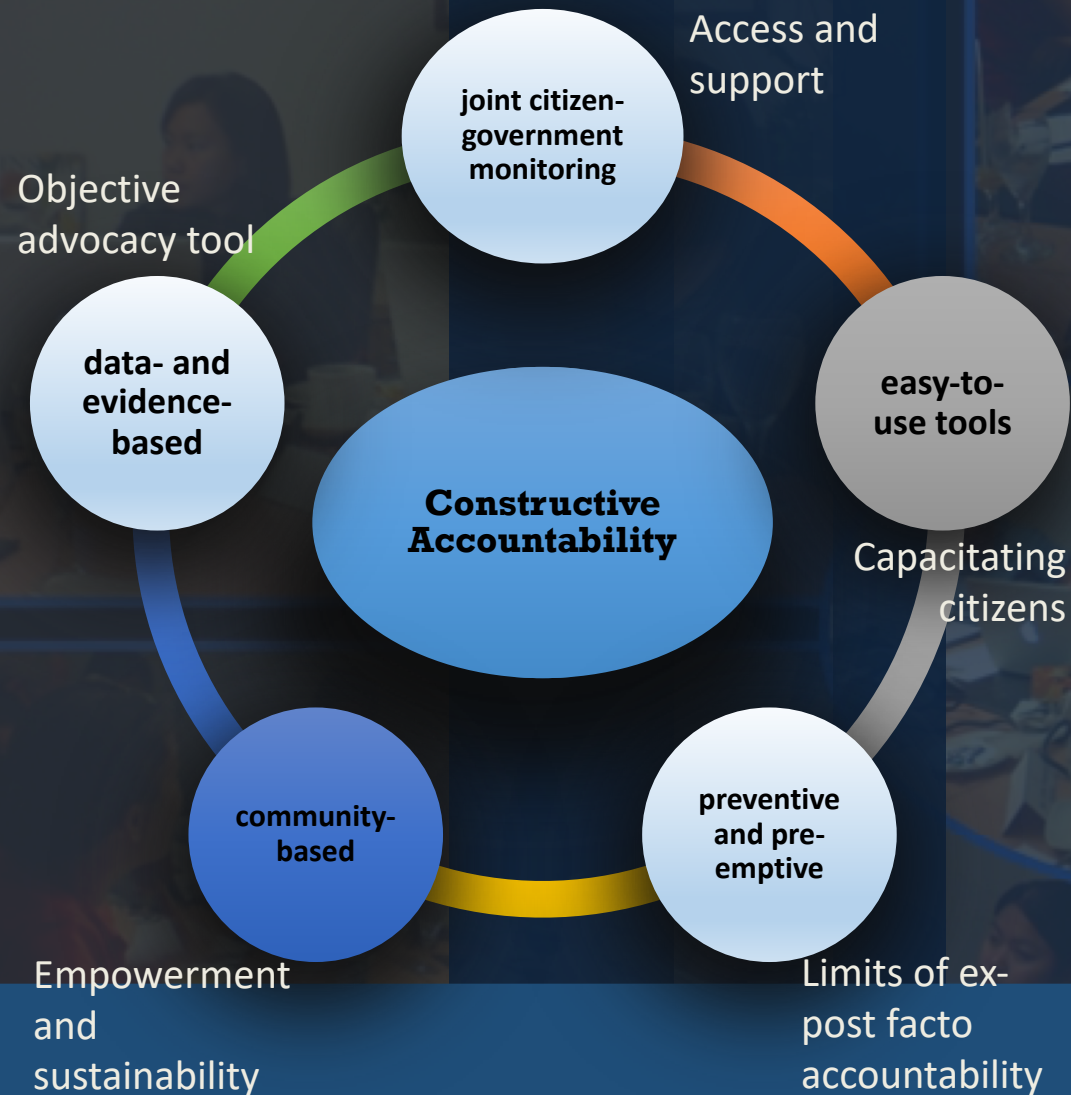 Access and
support
joint citizen-
government
monitoring
Objective
advocacy tool
data- and
evidence-
based
easy-to-
use tools
Constructive
Accountability
Capacitating
citizens
community-
based
preventive
and pre-
emptive
Empowerment
and
sustainability
Limits of ex-
post facto
accountability